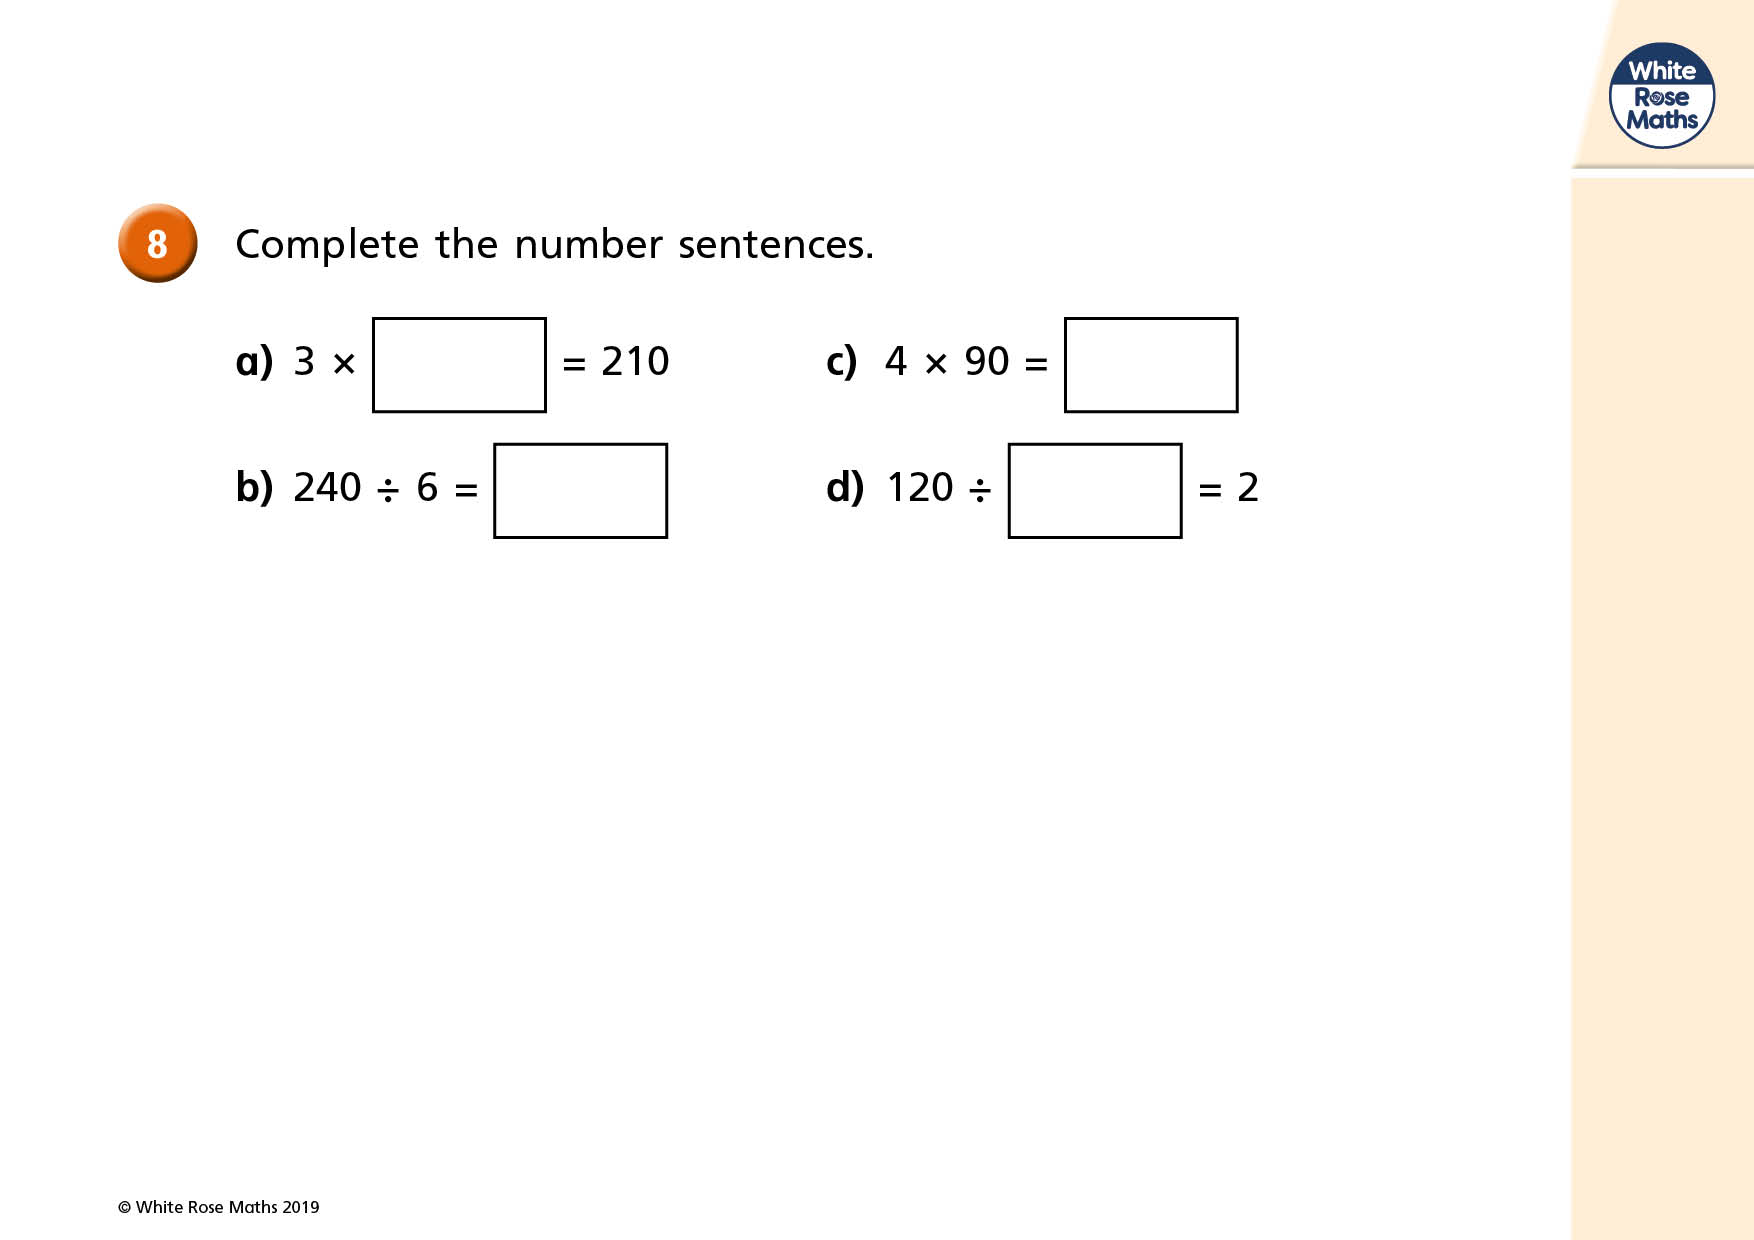 White
Rose
Maths
8 Complete the number sentences.
a) 3 × = 210
c) 4 × 90 =
b) 240 ÷ 6 =
d) 120 ÷ = 2
© White Rose Maths 2019